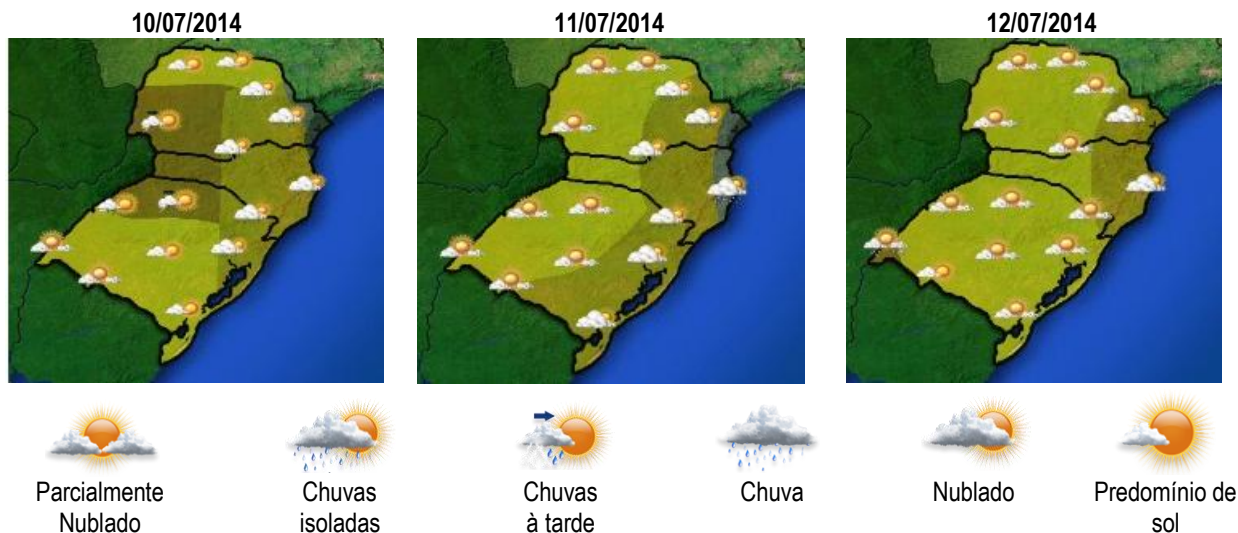 10/07/2014
11/07/2014
12/07/2014
Parcialmente
Nublado
Chuvas
isoladas
Chuvas
à tarde
Chuva
Nublado
Predomínio de
sol